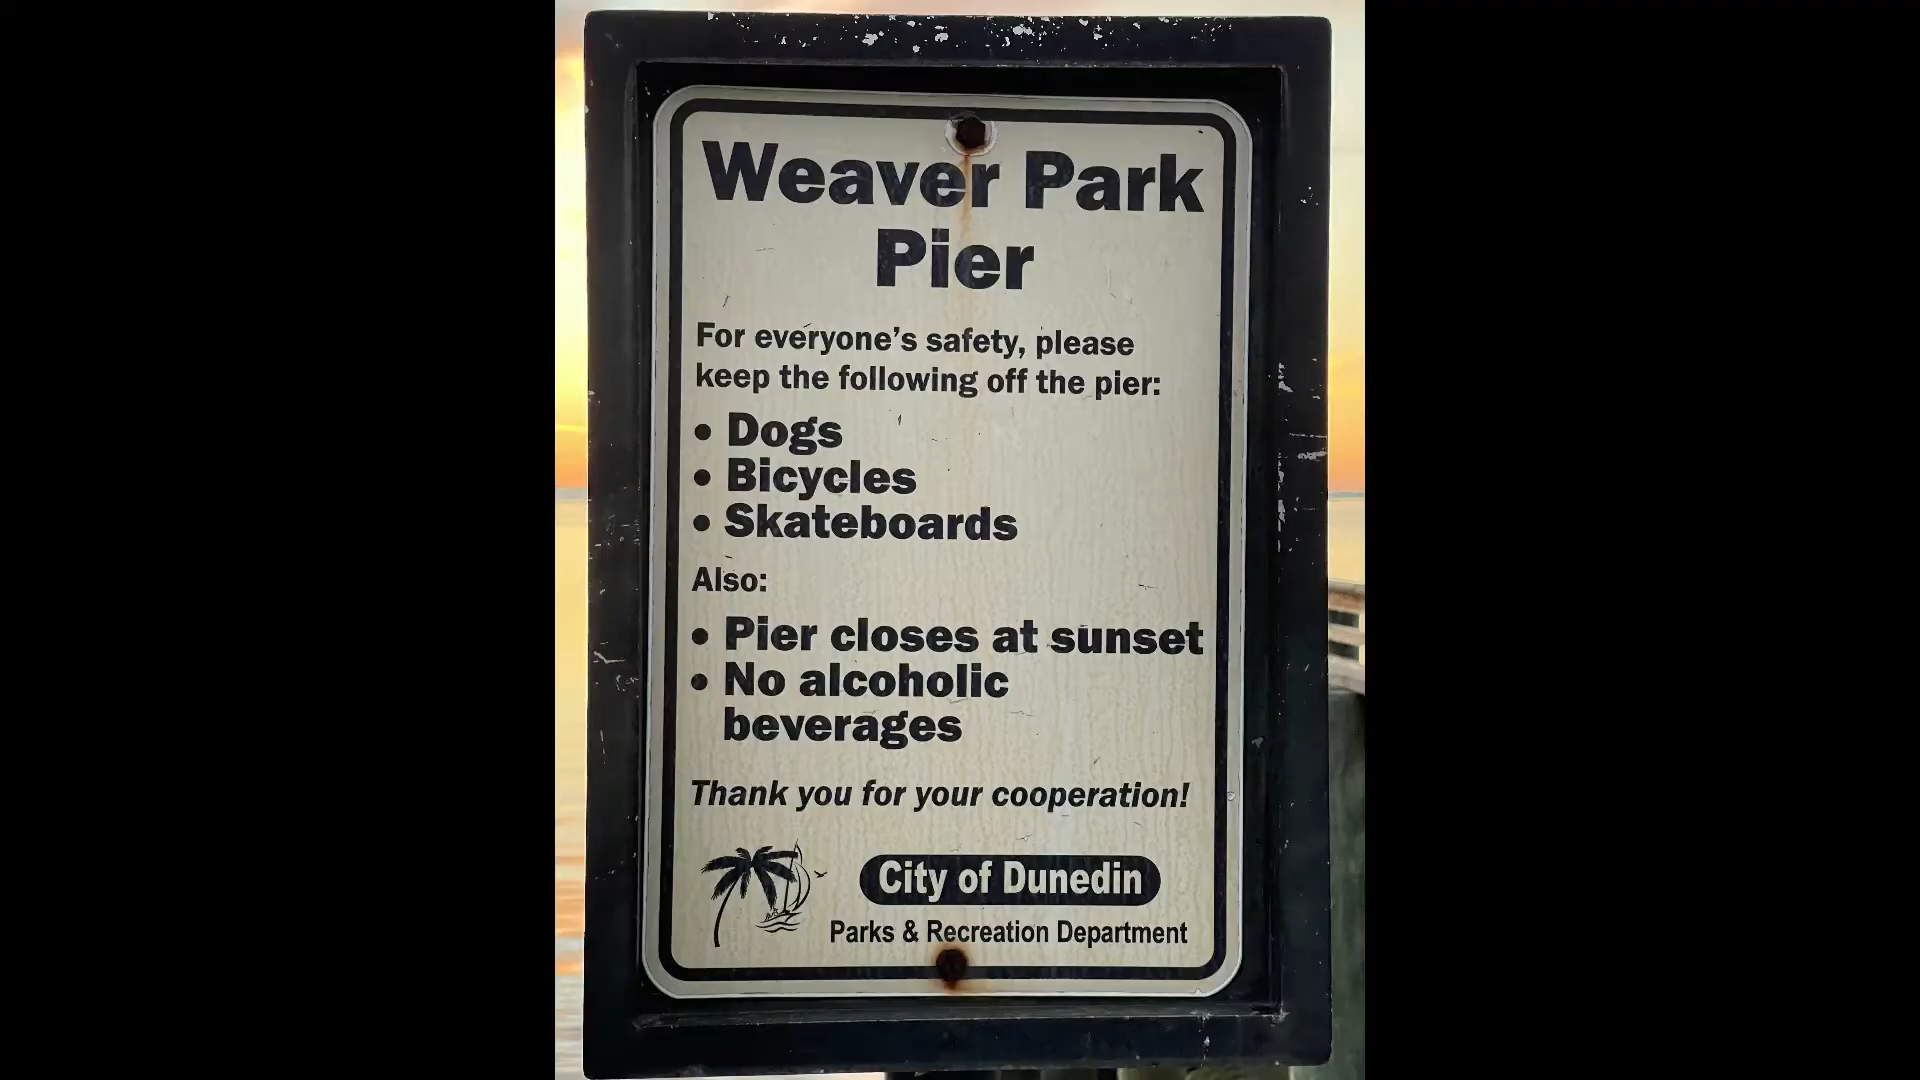 Weaver Park
Pier
For everyone's safety, please
keep the following off the pier:
• Dogs
• Bicycles
• Skateboards
Also:
• Pier closes at sunset
• No alcoholic
beverages
Thank you for your cooperation!
City of Dunedin
Parks & Recreation Department